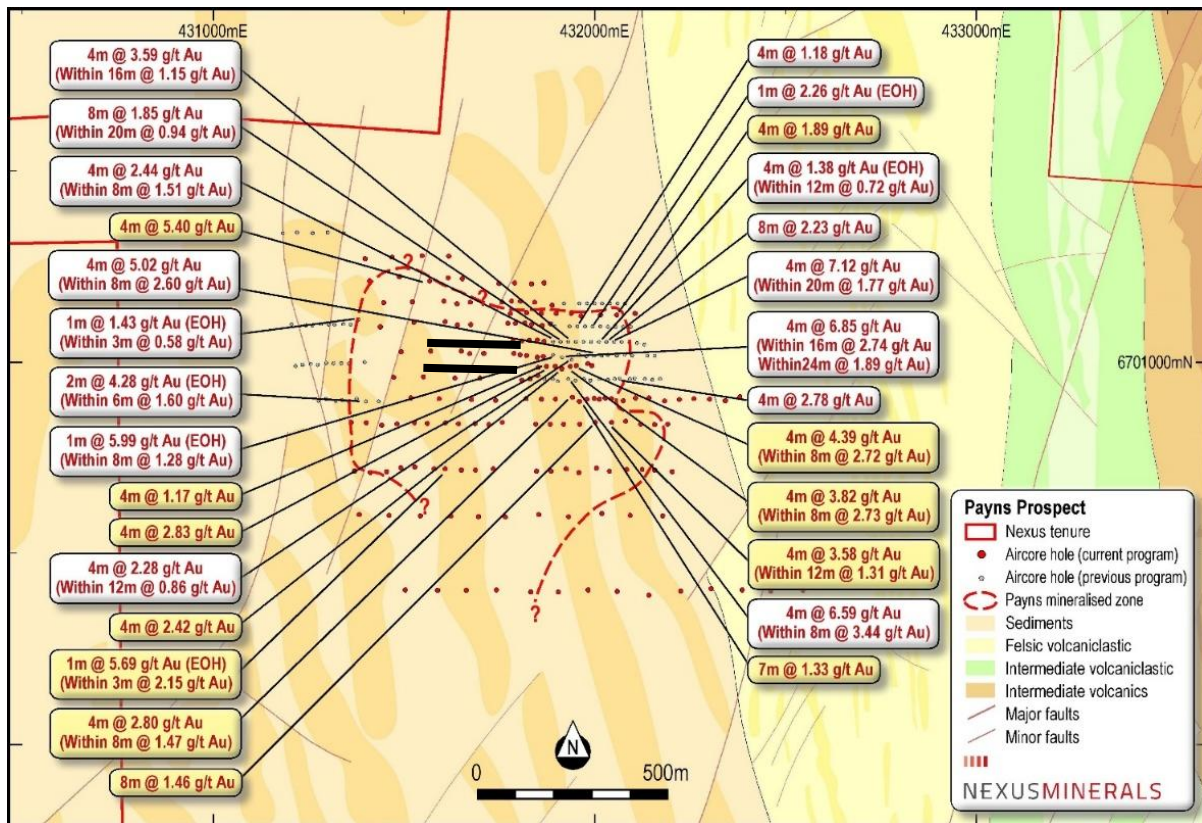 431000mE
432000mE
433000mE
4m @ 3.59 g/t Au
(Within 16m @ 1.15 g/t Au)
8m @ 1.85 g/t Au
(Within 20m @ 0.94 g/t Au)
4m @ 2.44 g/t Au
(Within 8m @ 1.51 g/t Au)
4m @ 5.40 g/t Au
4m @ 5.02 g/t Au
(Within 8m @ 2.60 g/t Au)
1m @ 1.43 g/t Au (EOH)
(Within 3m @ 0.58 g/t Au)
2m @ 4.28 g/t Au (EOH)
(Within 6m @ 1.60 g/t Au)
1m @ 5.99 g/t Au (EOH)
(Within 8m @ 1.28 g/t Au)
4m @ 1.17 g/t Au
4m @ 2.83 g/t Au
4m @ 2.28 g/t Au
(Within 12m @ 0.86 g/t Au)
4m @ 2.42 g/t Au
1m @ 5.69 g/t Au (EOH)
(Within 3m @ 2.15 g/t Au)
4m @ 2.80 g/t Au
(Within 8m @ 1.47 g/t Au)
8m @ 1.46 g/t Au
?
?
?
?
4m @ 1.18 g/t Au
1m @ 2.26 g/t Au (EOH)
4m @ 1.89 g/t Au
4m @ 1.38 g/t Au (EOH)
(Within 12m @ 0.72 g/t Au)
8m @ 2.23 g/t Au
4m @ 7.12 g/t Au
(Within 20m @ 1.77 g/t Au)
4m @ 6.85 g/t Au
(Within 16m @ 2.74 g/t Au
Within24m @ 1.89 g/t Au)
4m @ 2.78 g/t Au
4m @ 4.39 g/t Au
(Within 8m @ 2.72 g/t Au)
4m @ 3.82 g/t Au
(Within 8m @ 2.73 g/t Au)
4m @ 3.58 g/t Au
(Within 12m @ 1.31 g/t Au)
4m @ 6.59 g/t Au
(Within 8m @ 3.44 g/t Au)
7m @ 1.33 g/t Au
6701000mN
N
0 500m
Payns Prospect
Nexus tenure
Aircore hole (current program)
Aircore hole (previous program)
Payns mineralised zone
Sediments
Felsic volcaniclastic
Intermediate volcaniclastic
Intermediate volcanics
Major faults
Minor faults
NEXUSMINERALS